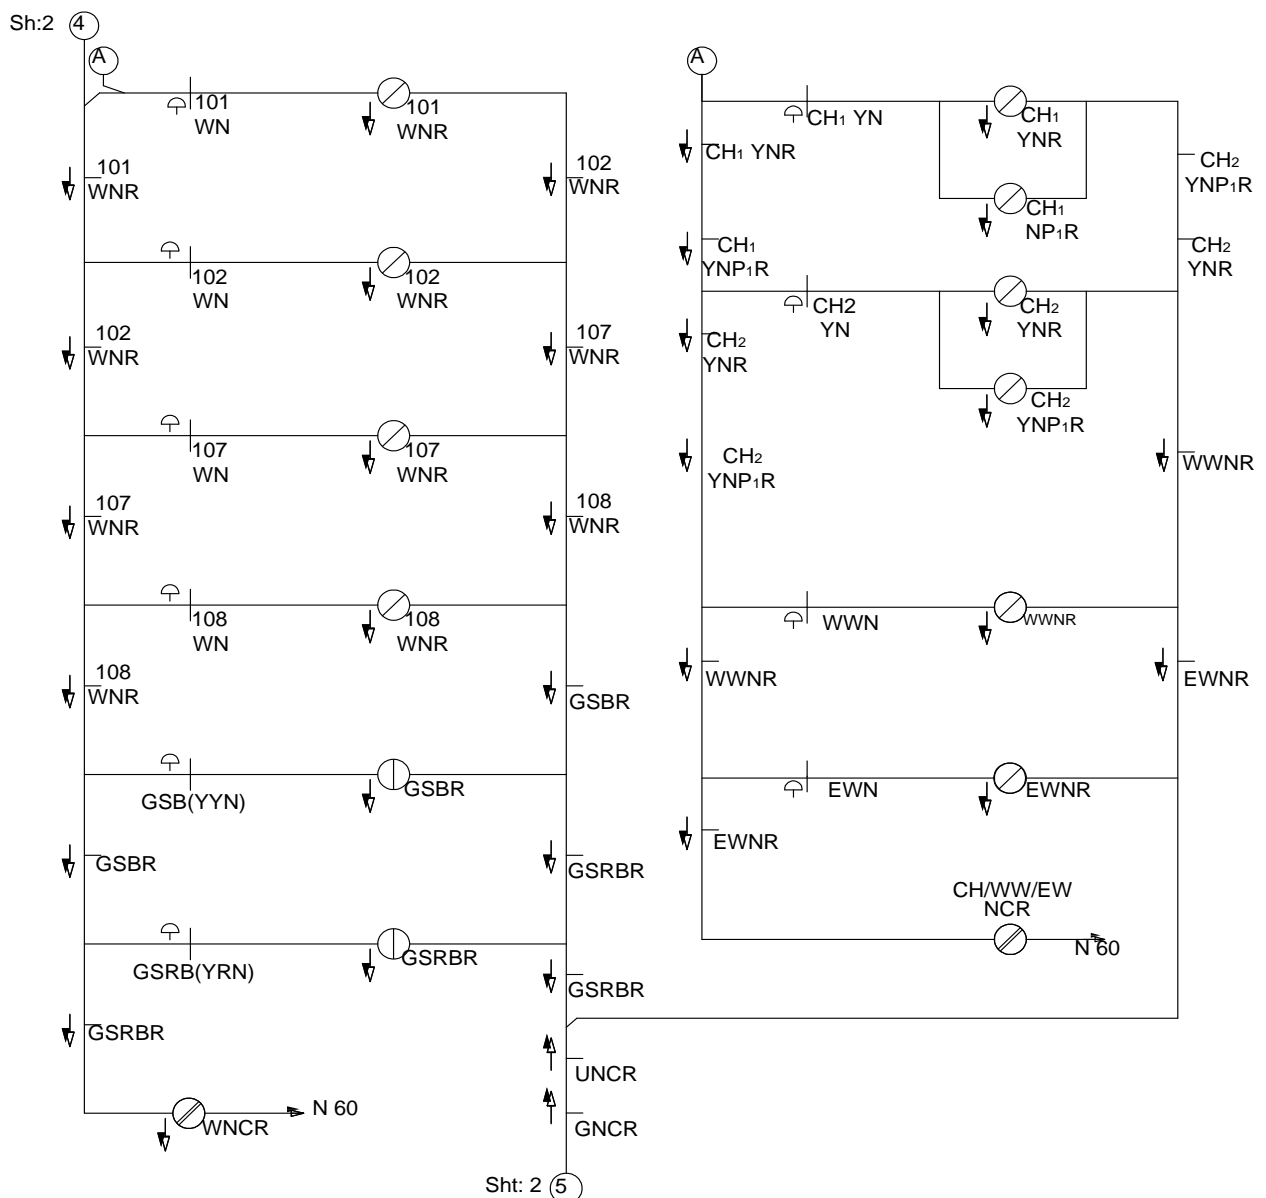 Sh:2 4
A
101
WN
101
WNR
101
WNR
102
WNR
102
WN
102
WNR
102
WNR
107
WNR
107
WN
107
WNR
107
WNR
108
WNR
108
WN
108
WNR
108
WNR
GSBR
GSB(YYN)
GSBR
GSBR
GSRBR
GSRB(YRN)
GSRBR
GSRBR
GSRBR
UNCR
WNCR
N 60
GNCR
Sht: 2 5
A
CH1 YN
CH1
YNR
CH1 YNR
CH2
YNP1R
CH1
NP1R
CH1
YNP1R
CH2
YNR
CH2
YN
CH2
YNR
CH2
YNR
CH2
YNP1R
CH2
YNP1R
WWNR
WWN
WWNR
WWNR
EWNR
EWN
EWNR
EWNR
CH/WW/EW
NCR
N 60